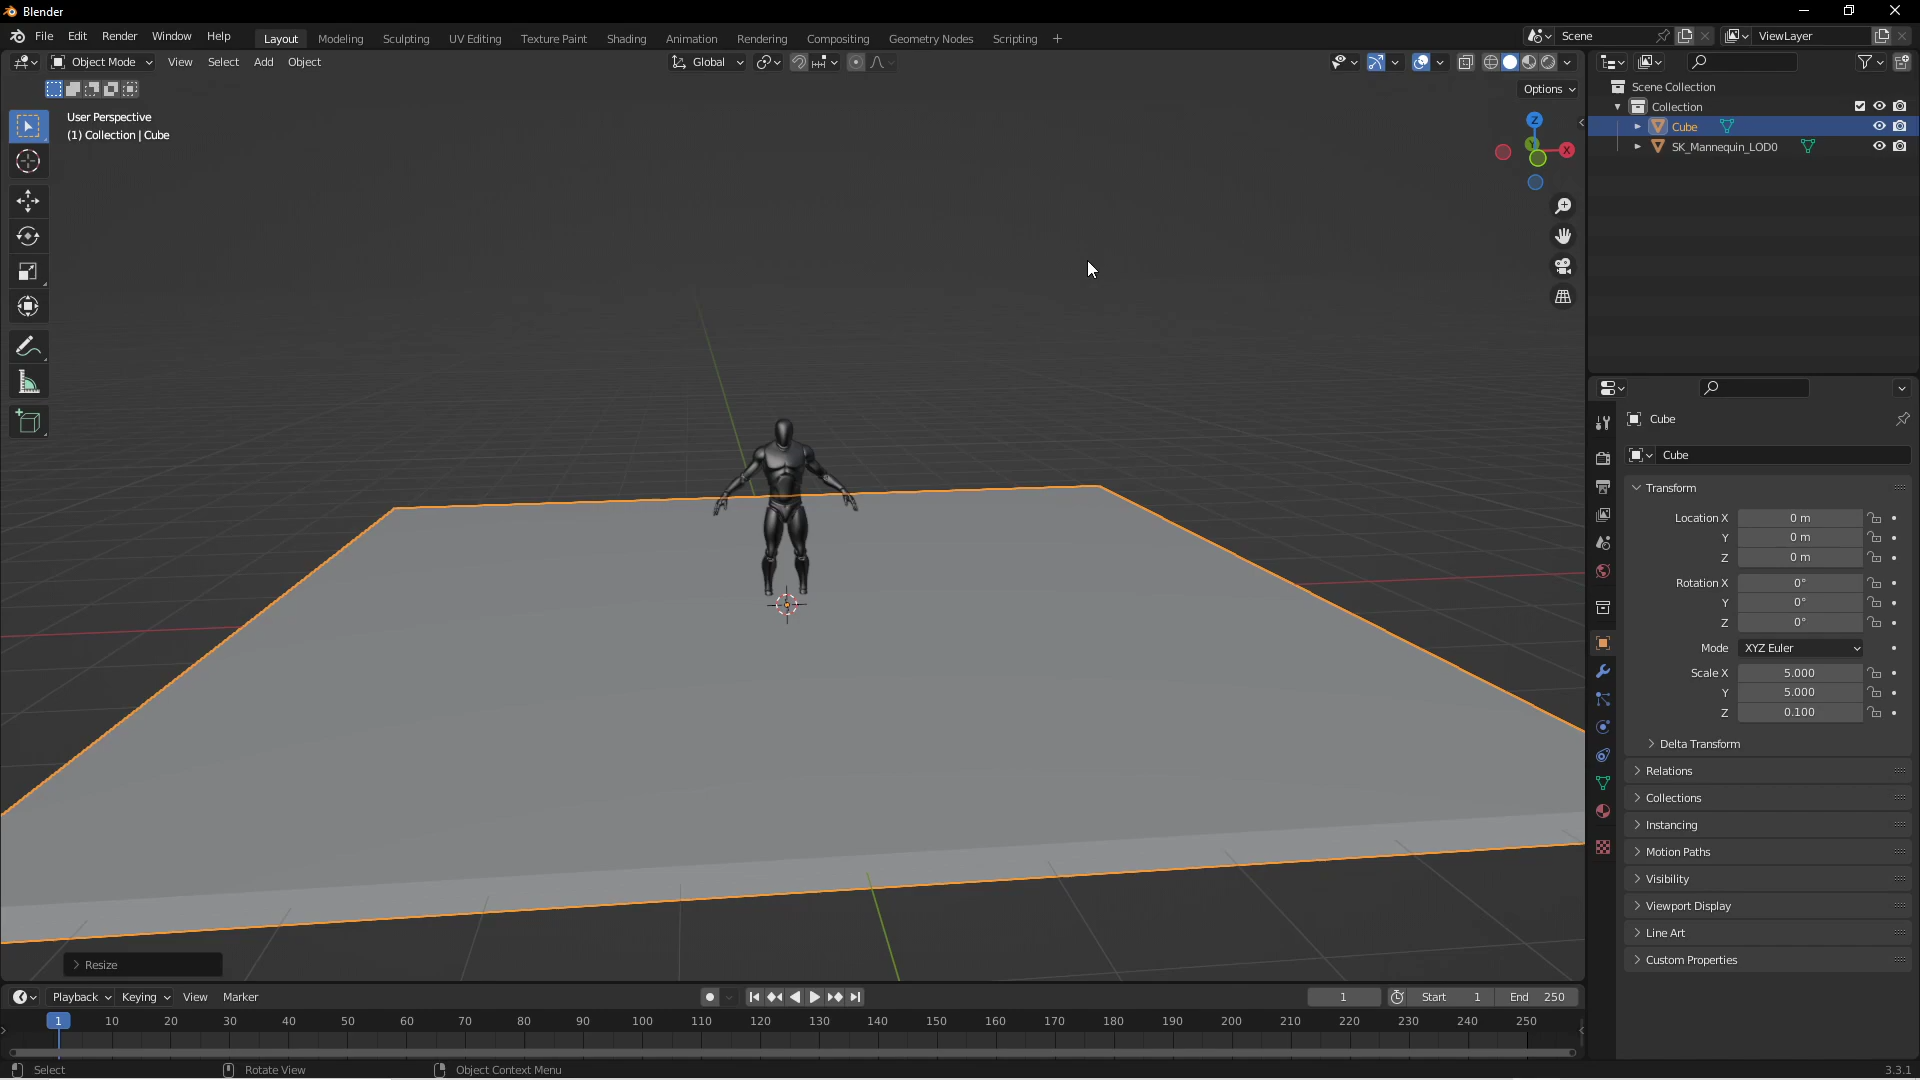 Blender
File Edit Render Window Help
Layout Modeling Sculpting UV Editing Texture Paint Shading Animation Rendering Compositing Geometry Nodes Scripting +
Scene
ViewLayer
Object Mode View Select Add Object
Global
Options
User Perspective
(1) Collection | Cube
Z
Y
X
Scene Collection
Collection
Cube
SK_Mannequin_LOD0
Cube
Cube
Transform
Location X 0 m
Y 0 m
Z 0 m
Rotation X 0°
Y 0°
Z 0°
Mode XYZ Euler
Scale X 5.000
Y 5.000
Z 0.100
Delta Transform
Relations
Collections
Instancing
Motion Paths
Visibility
Viewport Display
Line Art
Custom Properties
Resize
Playback Keying View Marker
1 Start 1 End 250
1 10 20 30 40 50 60 70 80 90 100 110 120 130 140 150 160 170 180 190 200 210 220 230 240 250
Select Rotate View Object Context Menu
3.3.1